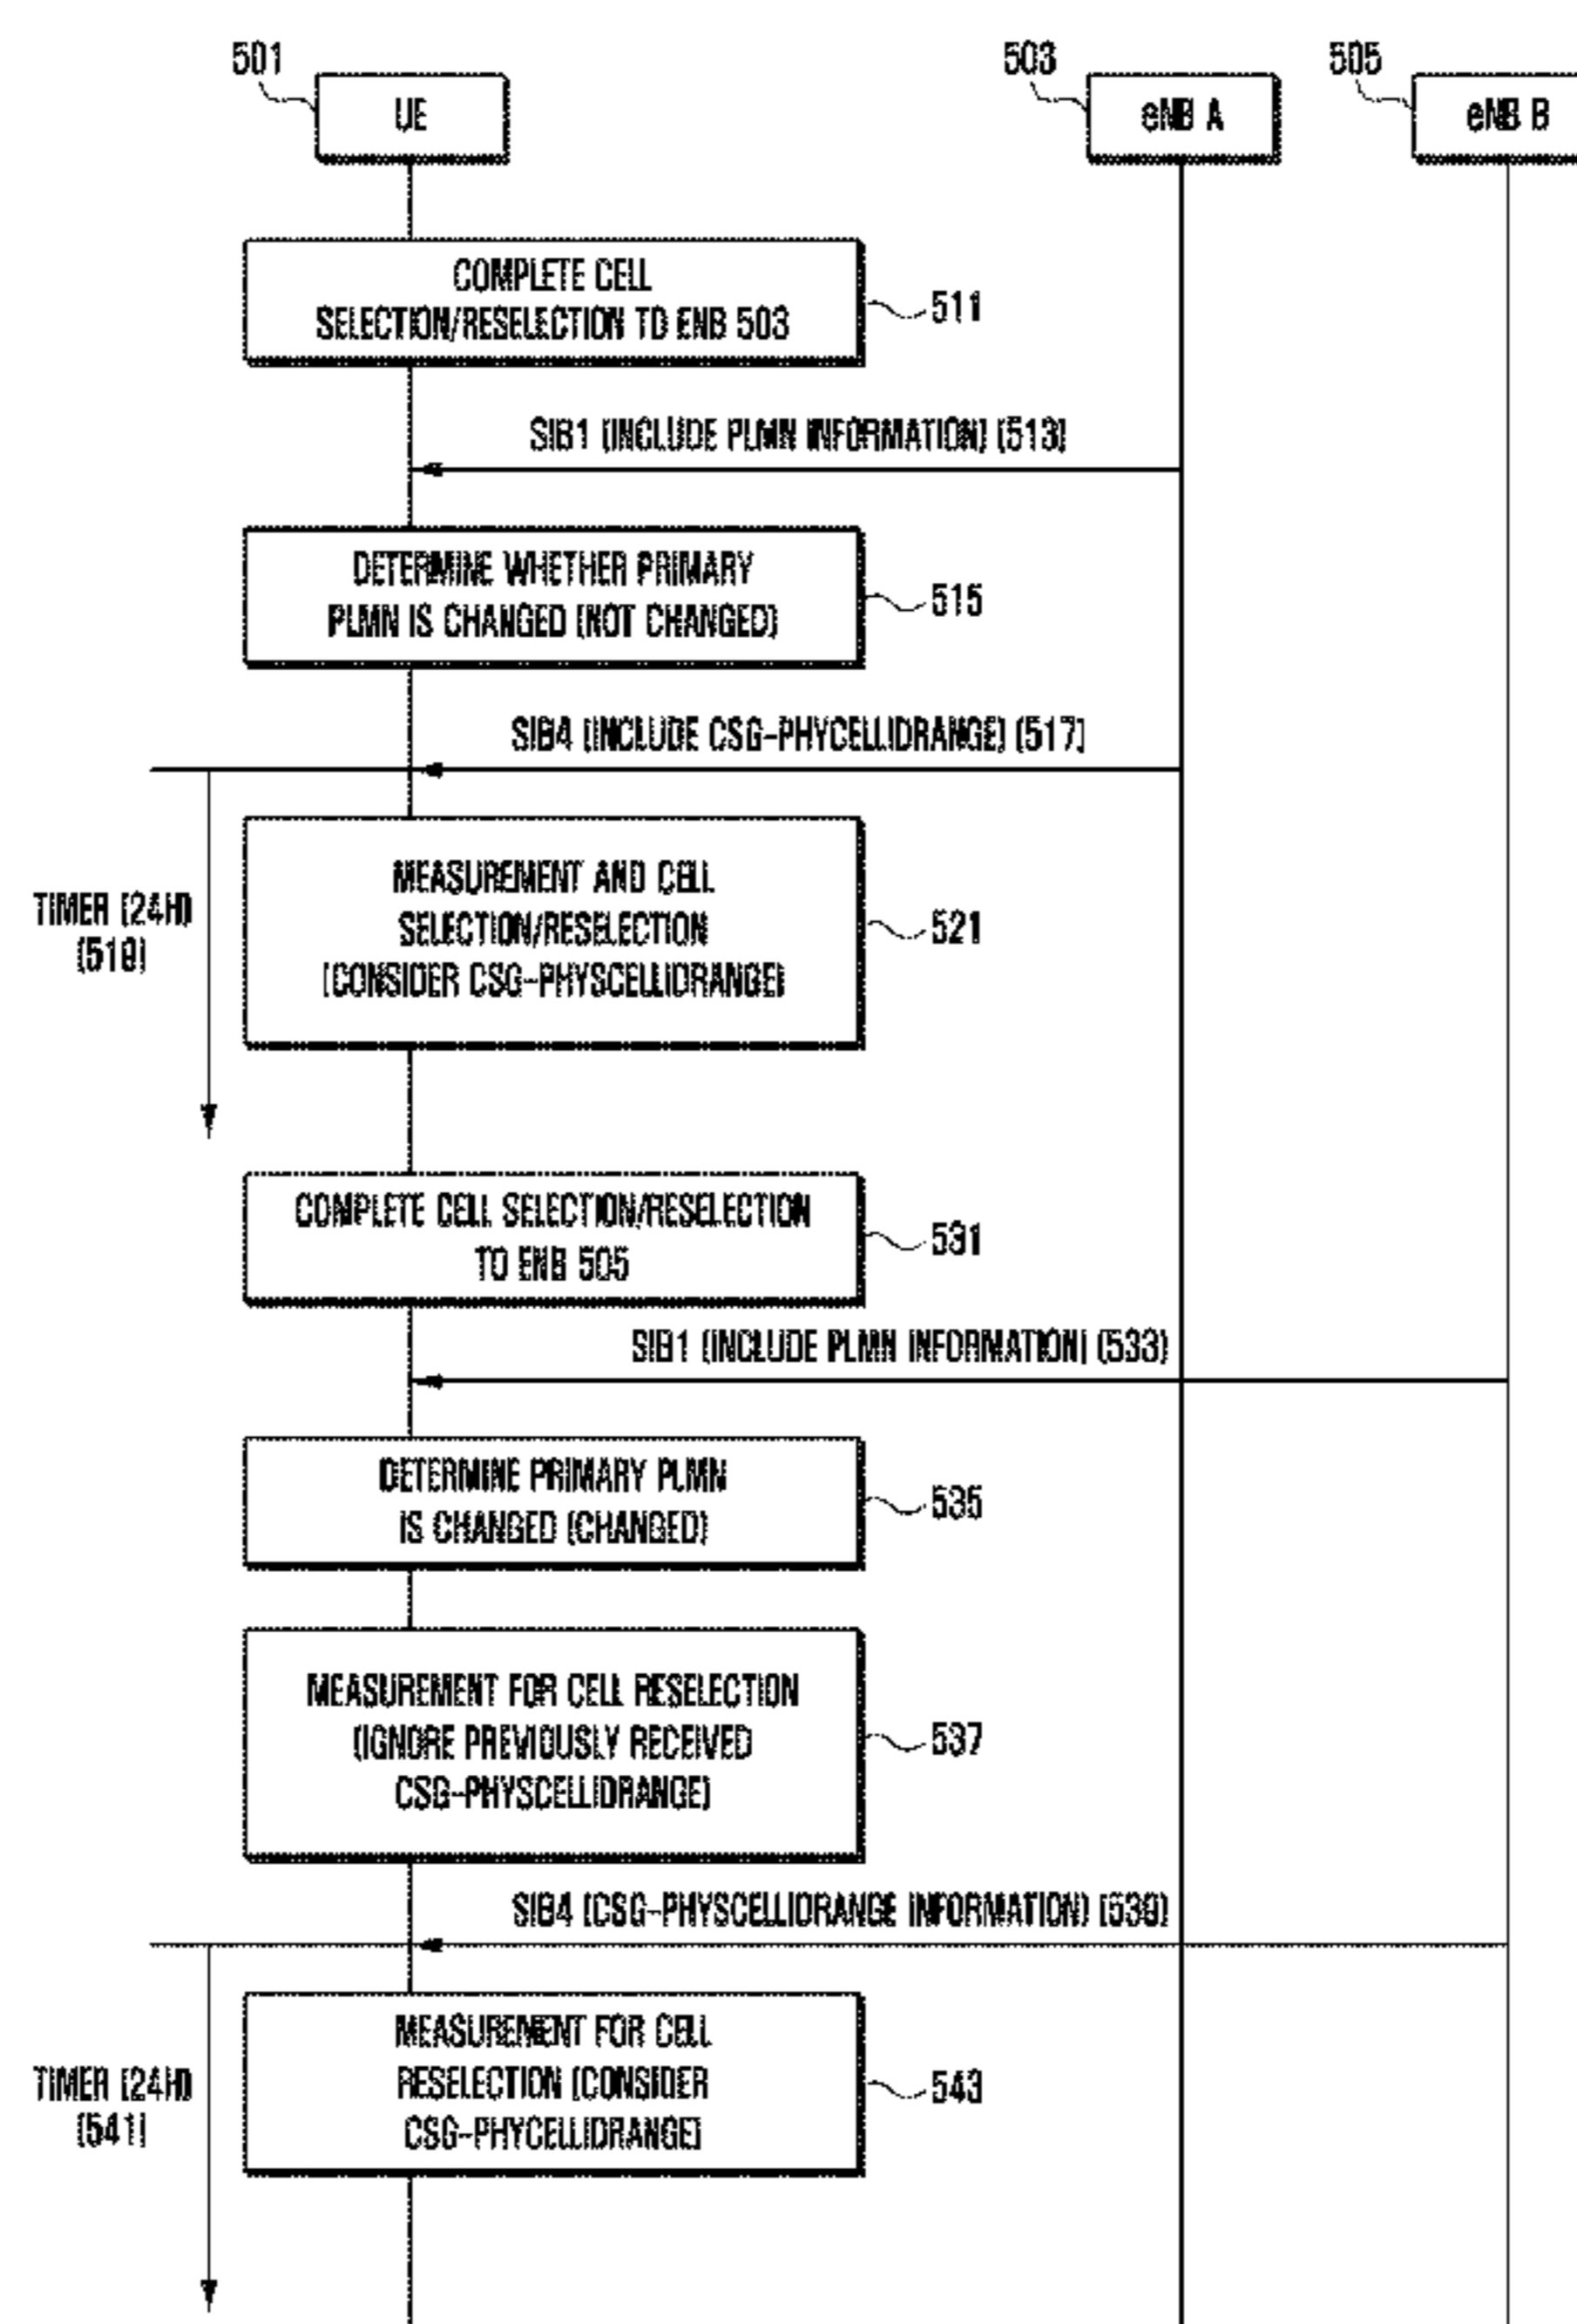 501
UE
503
eNB A
505
eNB B
COMPLETE CELL
SELECTION/RESELECTION TO ENB 503
511
SIB1 (INCLUDE PLMN INFORMATION) (513)
DETERMINE WHETHER PRIMARY
PLMN IS CHANGED (NOT CHANGED)
515
SIB4 (INCLUDE CSG-PHYCELLIDRANGE) (517)
TIMER (24H)
(519)
MEASUREMENT AND CELL
SELECTION/RESELECTION
(CONSIDER CSG-PHYSCELLIDRANGE)
521
COMPLETE CELL SELECTION/RESELECTION
TO ENB 505
531
SIB1 (INCLUDE PLMN INFORMATION) (533)
DETERMINE PRIMARY PLMN
IS CHANGED (CHANGED)
535
MEASUREMENT FOR CELL RESELECTION
(IGNORE PREVIOUSLY RECEIVED
CSG-PHYSCELLIDRANGE)
537
SIB4 (CSG-PHYSCELLIDRANGE INFORMATION) (539)
TIMER (24H)
(541)
MEASUREMENT FOR CELL
RESELECTION (CONSIDER
CSG-PHYCELLIDRANGE)
543